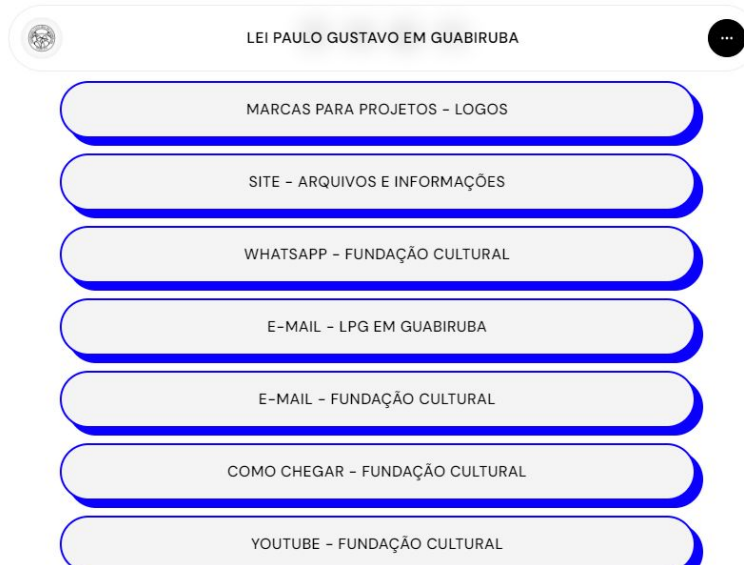 LEI PAULO GUSTAVO EM GUABIRUBA
MARCAS PARA PROJETOS - LOGOS
SITE - ARQUIVOS E INFORMAÇÕES
WHATSAPP - FUNDAÇÃO CULTURAL
E-MAIL - LPG EM GUABIRUBA
E-MAIL - FUNDAÇÃO CULTURAL
COMO CHEGAR - FUNDAÇÃO CULTURAL
YOUTUBE - FUNDAÇÃO CULTURAL